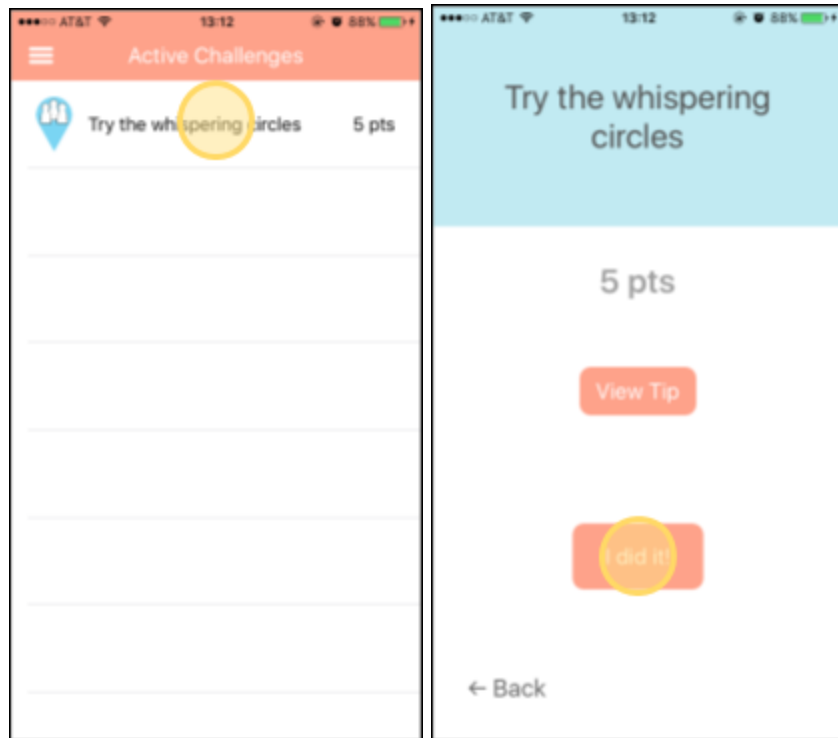 AT&T 13:12 88%
Active Challenges
Try the whispering circles 5 pts
AT&T 13:12 88%
Try the whispering
circles
5 pts
View Tip
I did it!
← Back